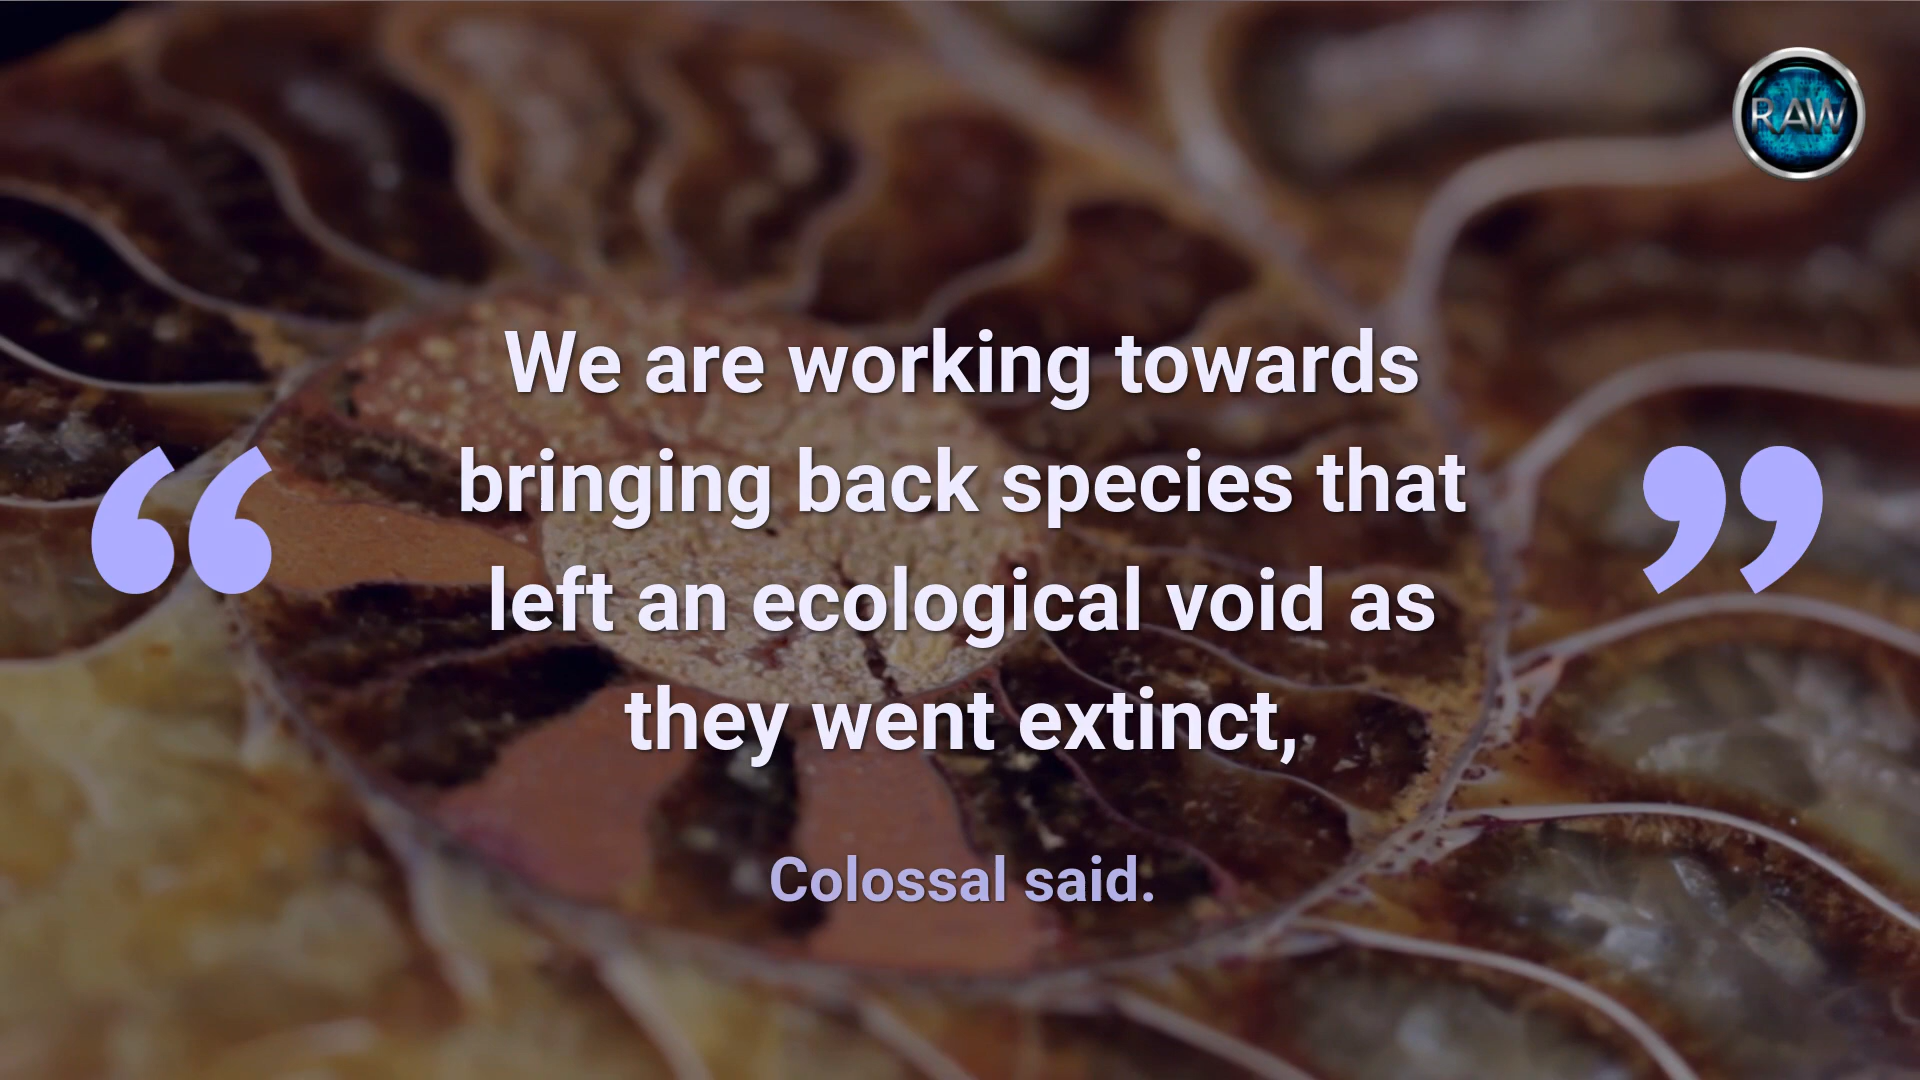 RAW
We are working towards
bringing back species that
“ left an ecological void as ”
they went extinct,
Colossal said.